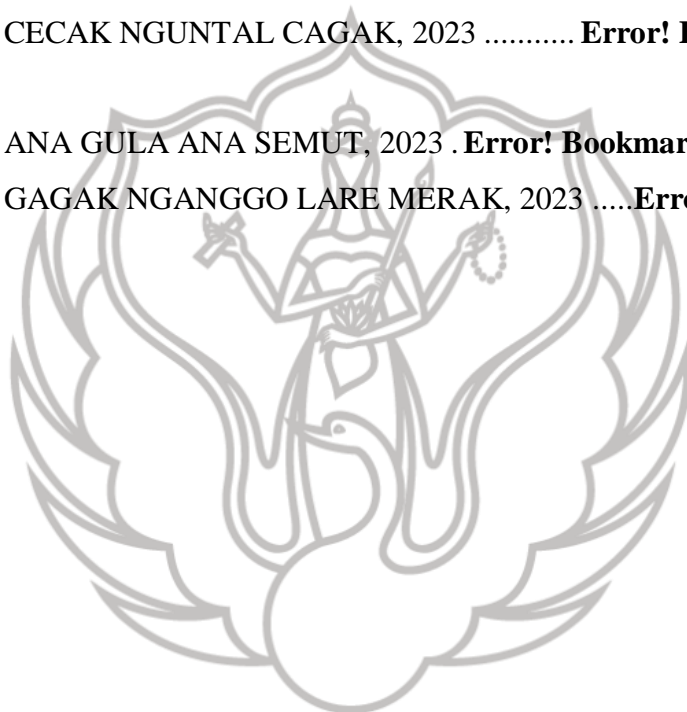 CECAK NGUNTAL CAGAK, 2023 ........... Error!
ANA GULA ANA SEMUT, 2023 . Error! Bookmar
GAGAK NGANGGO LARE MERAK, 2023 .....Erro